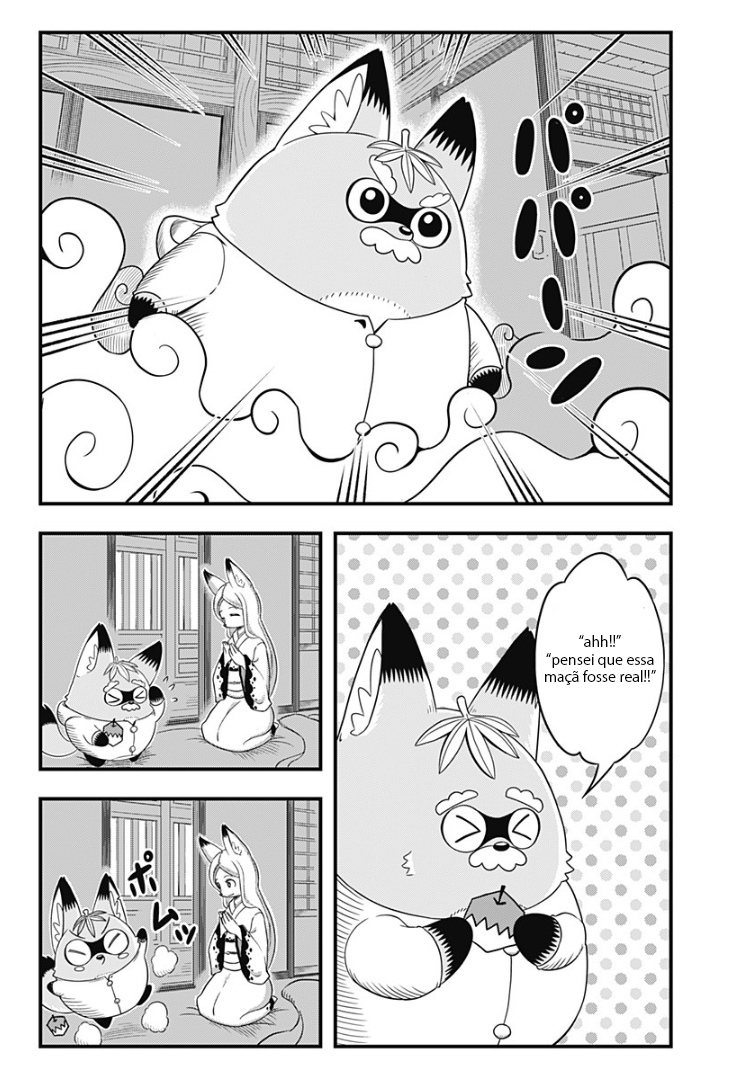 “ahh!!”
“pensei que essa
maçã fosse real!!”
ポムッ